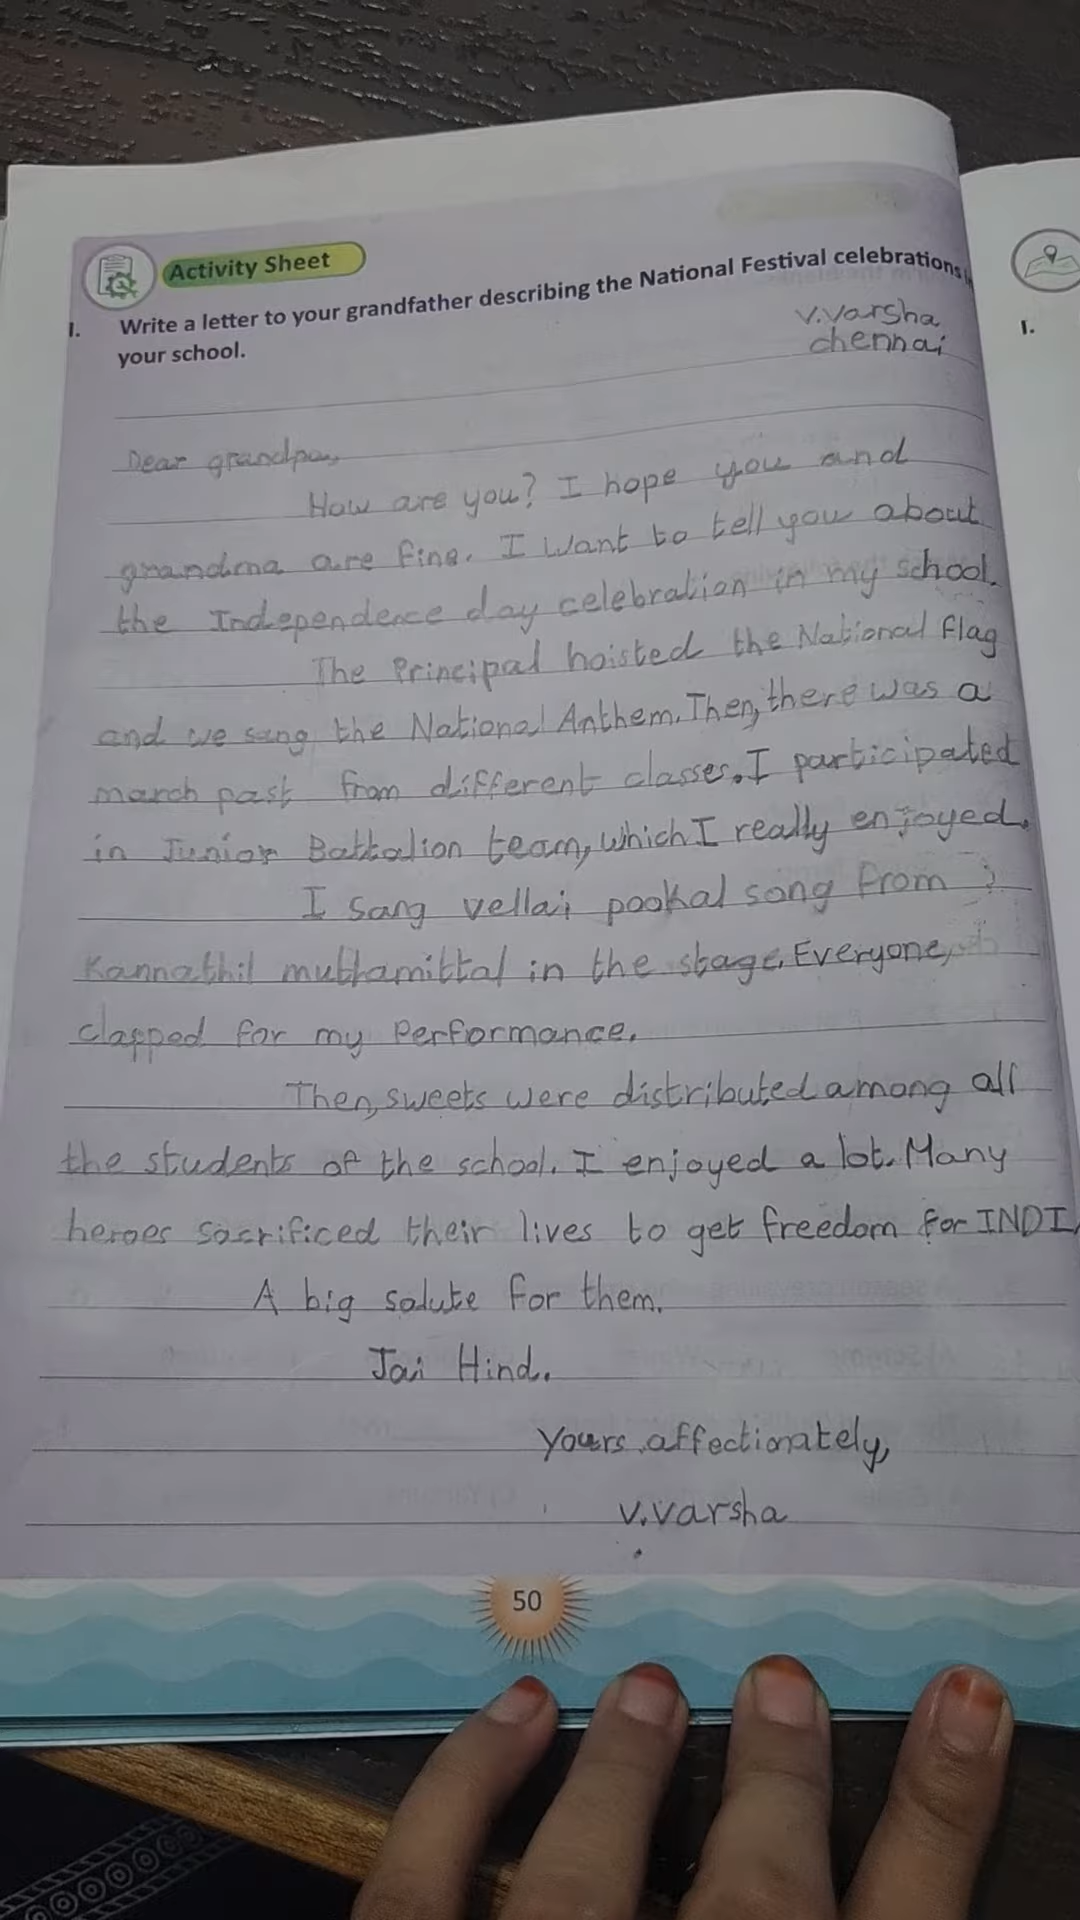 Activity Sheet
I. Write a letter to your grandfather describing the National Festival celebrations
your school.
V.Varsha
chennai
I.
Dear grandpa,
How are you? I hope you and
grandma are fine. I want to tell you about
the Independence day celebration in my school.
The Principal hoisted the National flag
and we sang the National Anthem. Then, there was a
march past from different classes. I participated
in Junior Battalion team, which I really enjoyed.
I sang vellai pookal song from
Kannathil muthamittal in the stage. Everyone,
clapped for my Performance.
Then, sweets were distributed among all
the students of the school. I enjoyed a lot. Many
heroes sacrificed their lives to get freedom for INDI
A big salute for them.
Jai Hind.
Yours affectionately,
V.Varsha
50